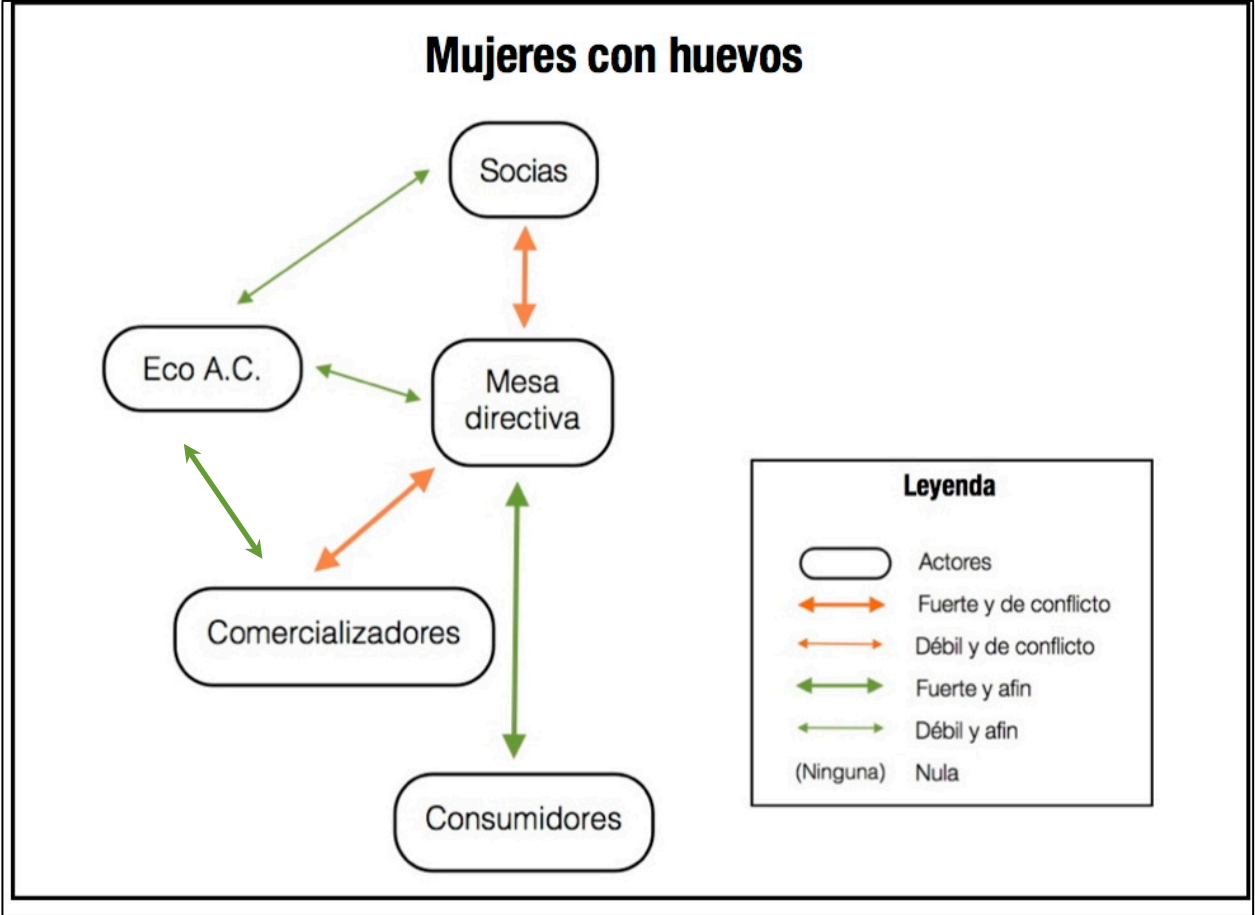 Mujeres con huevos
Socias
Eco A.C.
Mesa
directiva
Comercializadores
Consumidores
Leyenda
Actores
Fuerte y de conflicto
Débil y de conflicto
Fuerte y afin
Débil y afin
(Ninguna) Nula